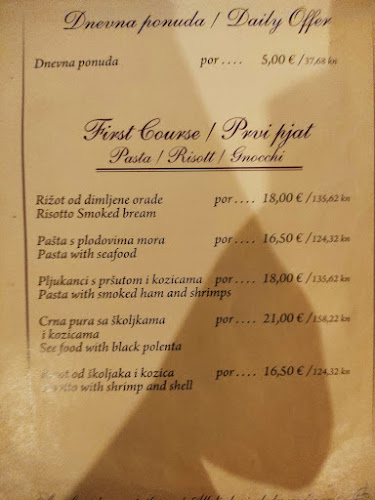 Dnevna ponuda / Daily Offer
Dnevna ponuda por .... 5,00 € /37,68 kn
First Course / Prvi pjat
Pasta / Risott / Gnocchi
Rižot od dimljene orade por .... 18,00 € /135,62 kn
Risotto Smoked bream
Pašta s plodovima mora por .... 16,50 € /124,32 kn
Pasta with seafood
Pljukanci s pršutom i kozicama por .... 18,00 € /135,62 kn
Pasta with smoked ham and shrimps
Crna pura sa školjkama por .... 21,00 € /158,22 kn
i kozicama
See food with black polenta
od školjaka i kozica por .... 16,50 € /124,32 kn
with shrimp and shell